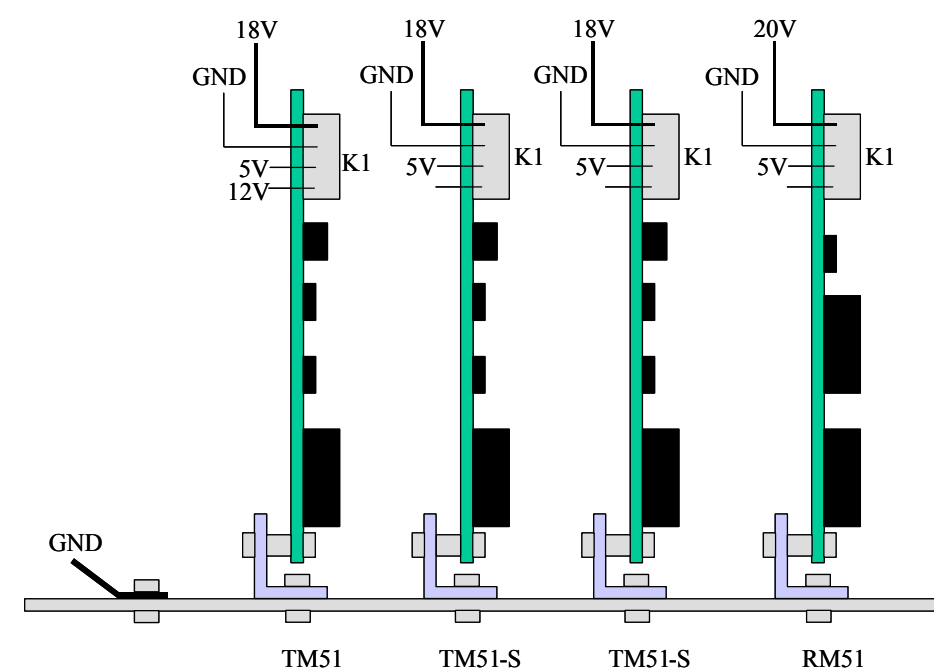 18V 18V 18V 20V
GND GND GND GND
K1 K1 K1 K1
5V 5V 5V 5V
12V
GND
TM51 TM51-S TM51-S RM51